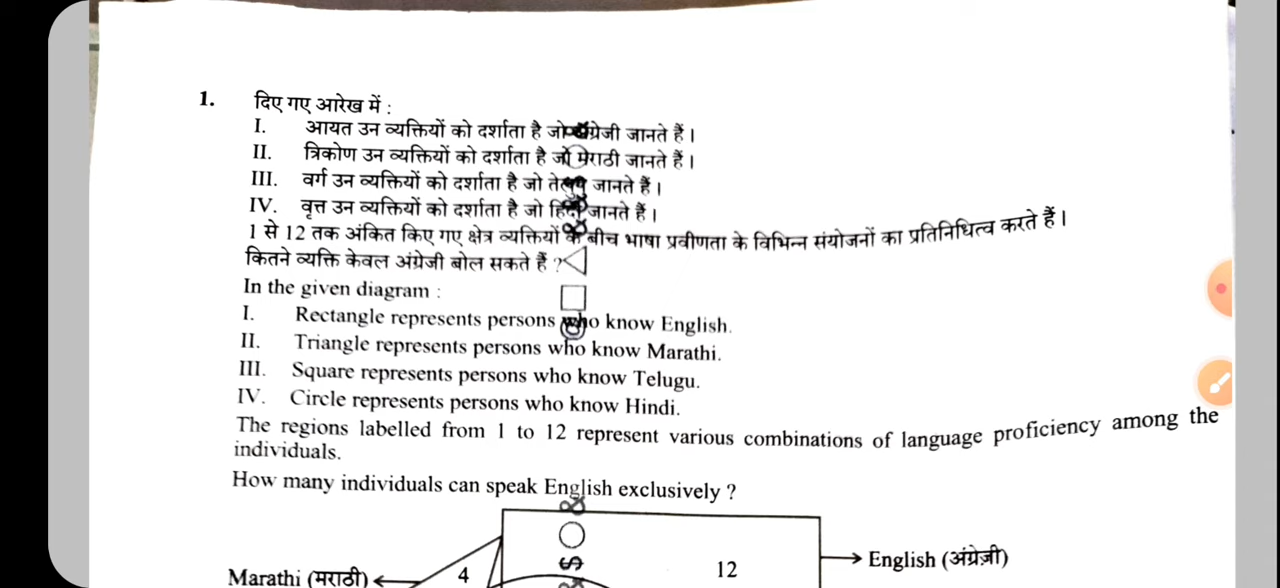 1. दिए गए आरेख में :
I. आयत उन व्यक्तियों को दर्शाता है जो अंग्रेजी जानते हैं।
II. त्रिकोण उन व्यक्तियों को दर्शाता है जो मराठी जानते हैं।
III. वर्ग उन व्यक्तियों को दर्शाता है जो तेलुगु जानते हैं।
IV. वृत्त उन व्यक्तियों को दर्शाता है जो हिंदी जानते हैं।
1 से 12 तक अंकित किए गए क्षेत्र व्यक्तियों के बीच भाषा प्रवीणता के विभिन्न संयोजनों का प्रतिनिधित्व करते हैं।
कितने व्यक्ति केवल अंग्रेजी बोल सकते हैं ?
In the given diagram :
I. Rectangle represents persons who know English.
II. Triangle represents persons who know Marathi.
III. Square represents persons who know Telugu.
IV. Circle represents persons who know Hindi.
The regions labelled from 1 to 12 represent various combinations of language proficiency among the
individuals.
How many individuals can speak English exclusively ?
English (अंग्रेज़ी)
12
4
Marathi (मराठी)